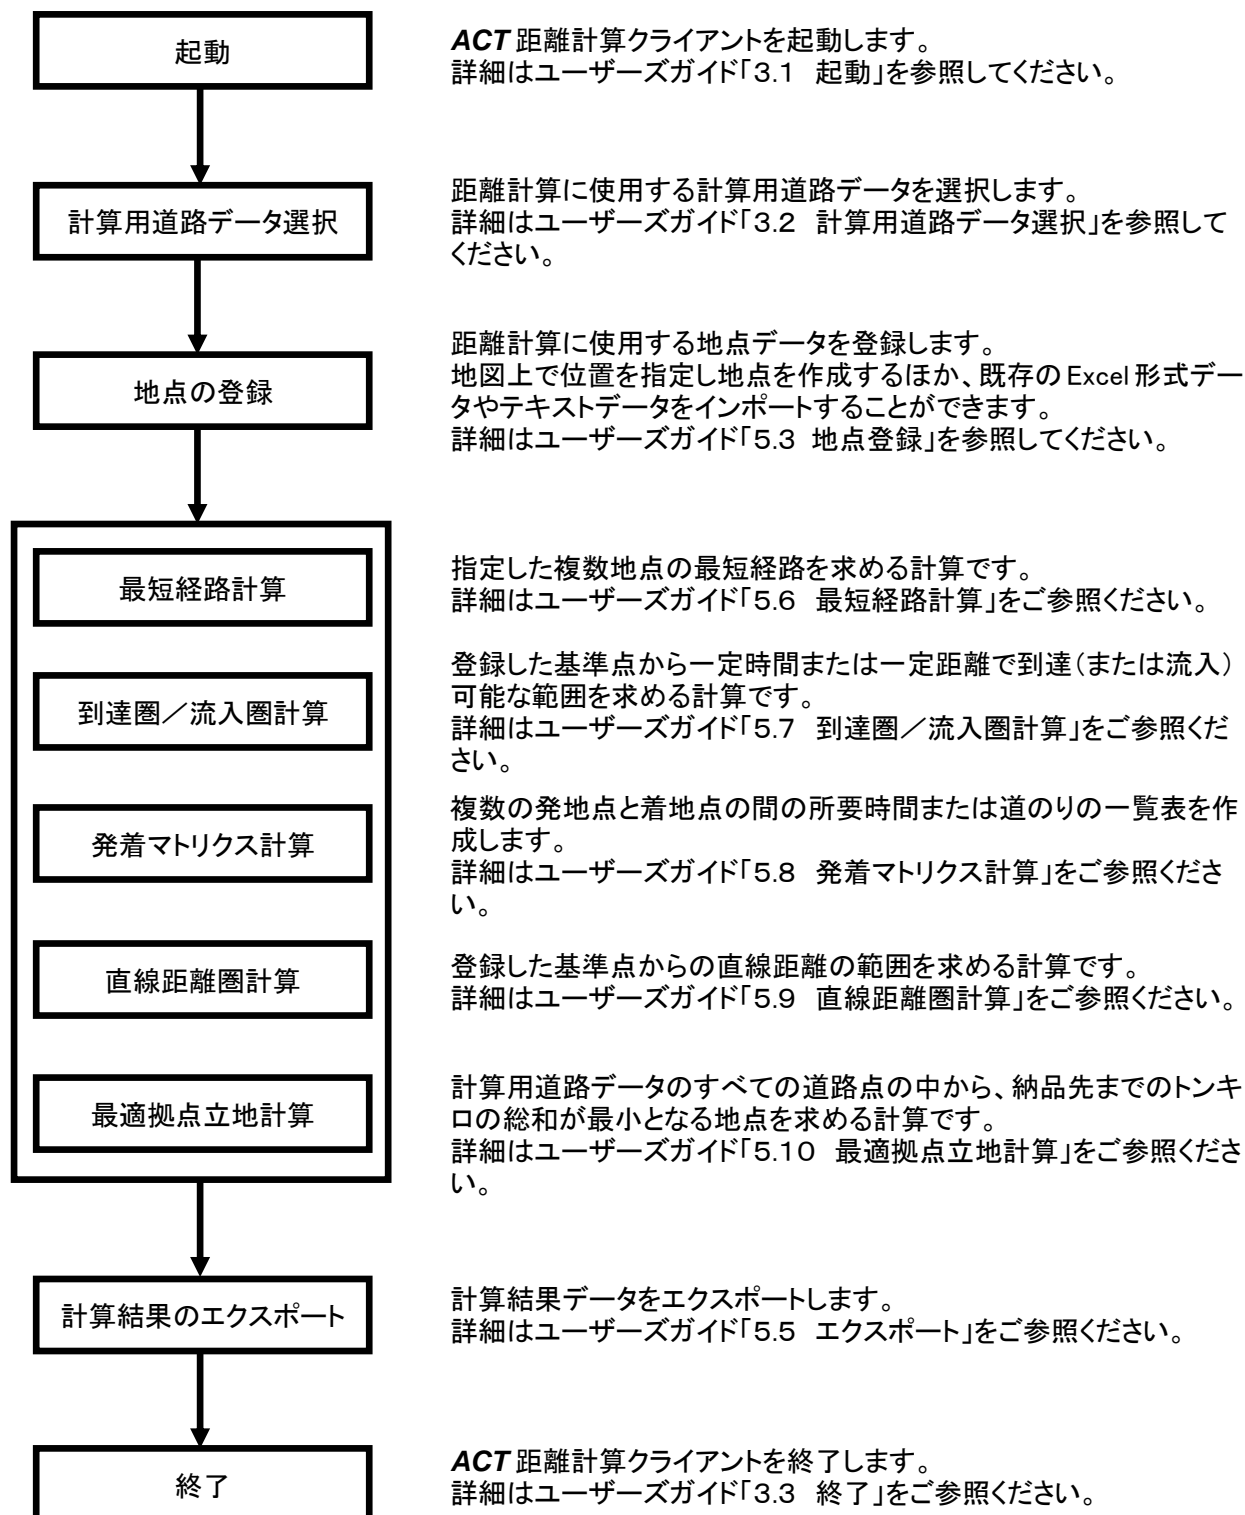 起動
ACT 距離計算クライアントを起動します。
詳細はユーザーズガイド「3.1　起動」を参照してください。
計算用道路データ選択
距離計算に使用する計算用道路データを選択します。
詳細はユーザーズガイド「3.2　計算用道路データ選択」を参照して
ください。
地点の登録
距離計算に使用する地点データを登録します。
地図上で位置を指定し地点を作成するほか、既存の Excel 形式デー
タやテキストデータをインポートすることができます。
詳細はユーザーズガイド「5.3 地点登録」を参照してください。
最短経路計算
指定した複数地点の最短経路を求める計算です。
詳細はユーザーズガイド「5.6　最短経路計算」をご参照ください。
到達圏／流入圏計算
登録した基準点から一定時間または一定距離で到達（または流入）
可能な範囲を求める計算です。
詳細はユーザーズガイド「5.7　到達圏／流入圏計算」をご参照くだ
さい。
発着マトリクス計算
複数の発地点と着地点の間の所要時間または道のりの一覧表を作
成します。
詳細はユーザーズガイド「5.8　発着マトリクス計算」をご参照くださ
い。
直線距離圏計算
登録した基準点からの直線距離の範囲を求める計算です。
詳細はユーザーズガイド「5.9　直線距離圏計算」をご参照ください。
最適拠点立地計算
計算用道路データのすべての道路点の中から、納品先までのトンキ
ロの総和が最小となる地点を求める計算です。
詳細はユーザーズガイド「5.10　最適拠点立地計算」をご参照くださ
い。
計算結果のエクスポート
計算結果データをエクスポートします。
詳細はユーザーズガイド「5.5　エクスポート」をご参照ください。
終了
ACT 距離計算クライアントを終了します。
詳細はユーザーズガイド「3.3　終了」をご参照ください。